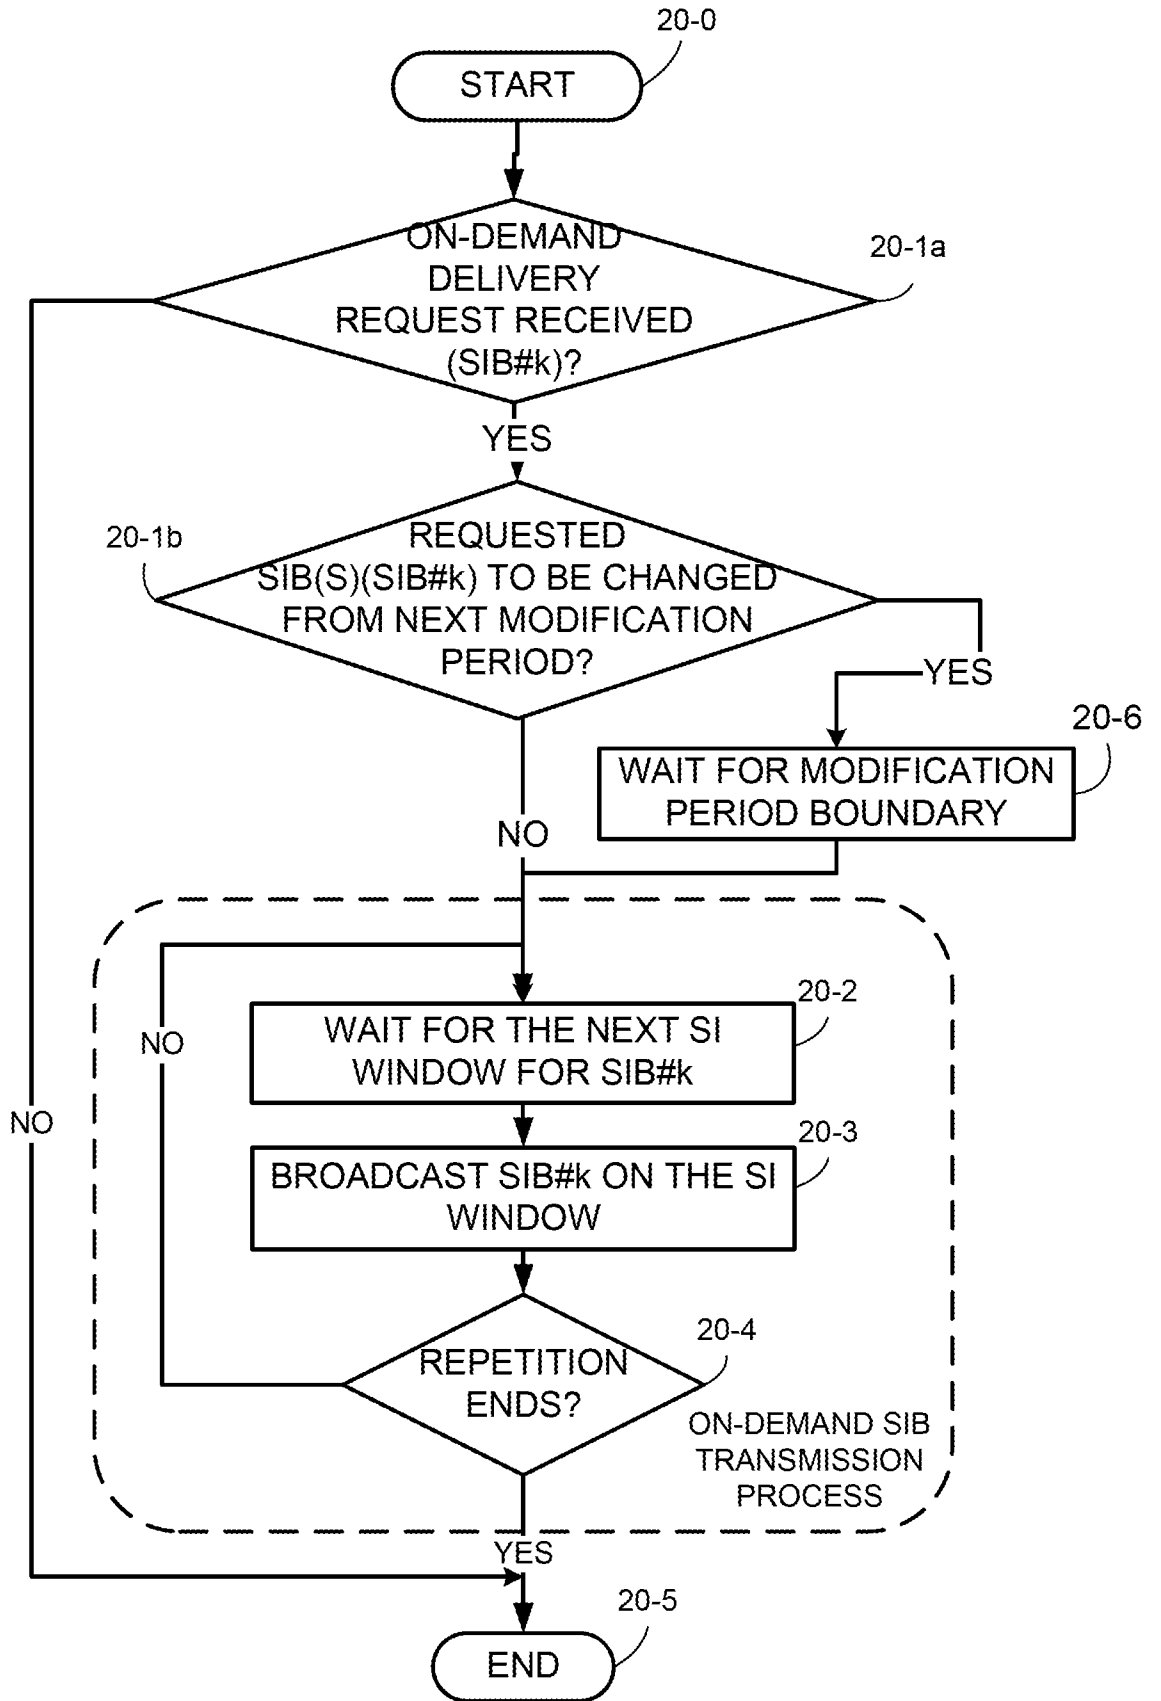 20-0
START
ON-DEMAND
DELIVERY
REQUEST RECEIVED
(SIB#k)?
20-1a
YES
20-1b
REQUESTED
SIB(S)(SIB#k) TO BE CHANGED
FROM NEXT MODIFICATION
PERIOD?
YES
20-6
WAIT FOR MODIFICATION
PERIOD BOUNDARY
NO
20-2
WAIT FOR THE NEXT SI
WINDOW FOR SIB#k
NO
NO
20-3
BROADCAST SIB#k ON THE SI
WINDOW
20-4
REPETITION
ENDS?
ON-DEMAND SIB
TRANSMISSION
PROCESS
YES
20-5
END